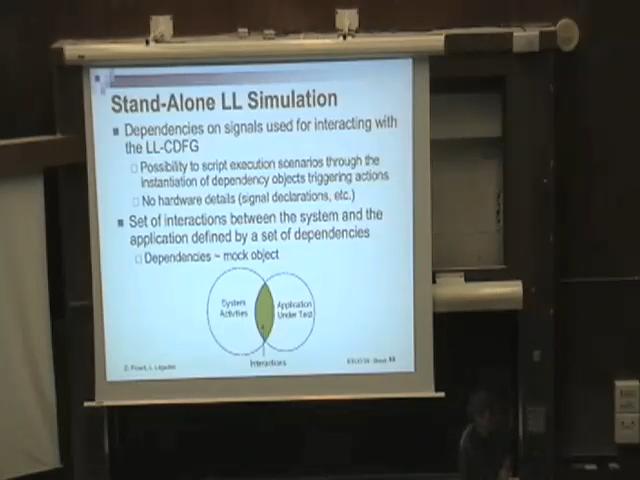 Stand-Alone LL Simulation
Dependencies on signals used for interacting with
the LL-CDFG
Possibility to script execution scenarios through the
instantiation of dependency objects triggering actions
No hardware details (signal declarations, etc.)
Set of interactions between the system and the
application defined by a set of dependencies
Dependencies ~ mock object
System
Activities
Application
Under Test
Interactions